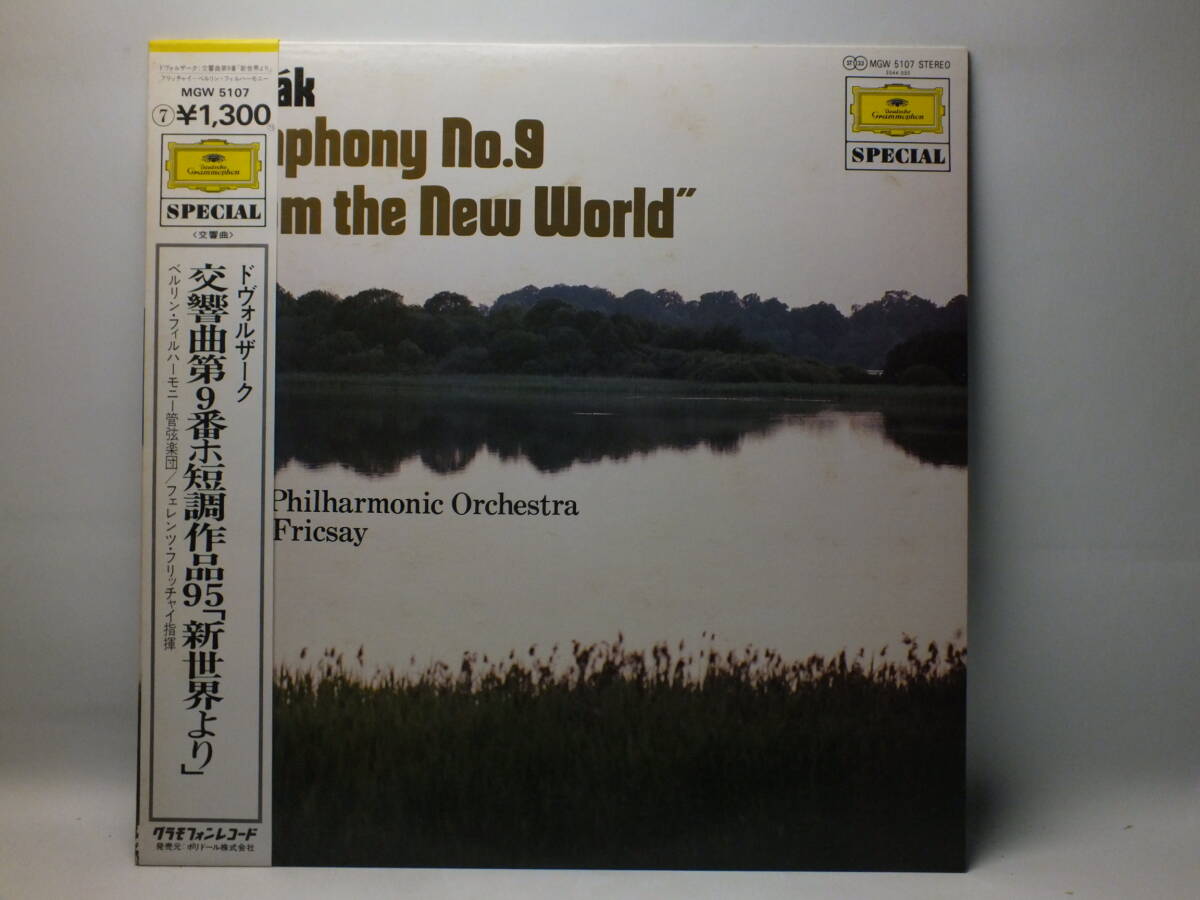 ドヴォルザーク:交響曲第9番「新世界より」
フリッチャイ-ベルリン・フィルハーモニー
MGW 5107
⑦¥1,300
Deutsche
Grammophon
SPECIAL
〈交響曲〉
ドヴォルザーク
交響曲第9番ホ短調作品95「新世界より」
ベルリン・フィルハーモニー管弦楽団/フェレンツ・フリッチャイ指揮
グラモフォンレコード
発売元:ポリドール株式会社
ák
phony No.9
m the New World"
Philharmonic Orchestra
Fricsay
ST 33 MGW 5107 STEREO
Deutsche
Grammophon
SPECIAL